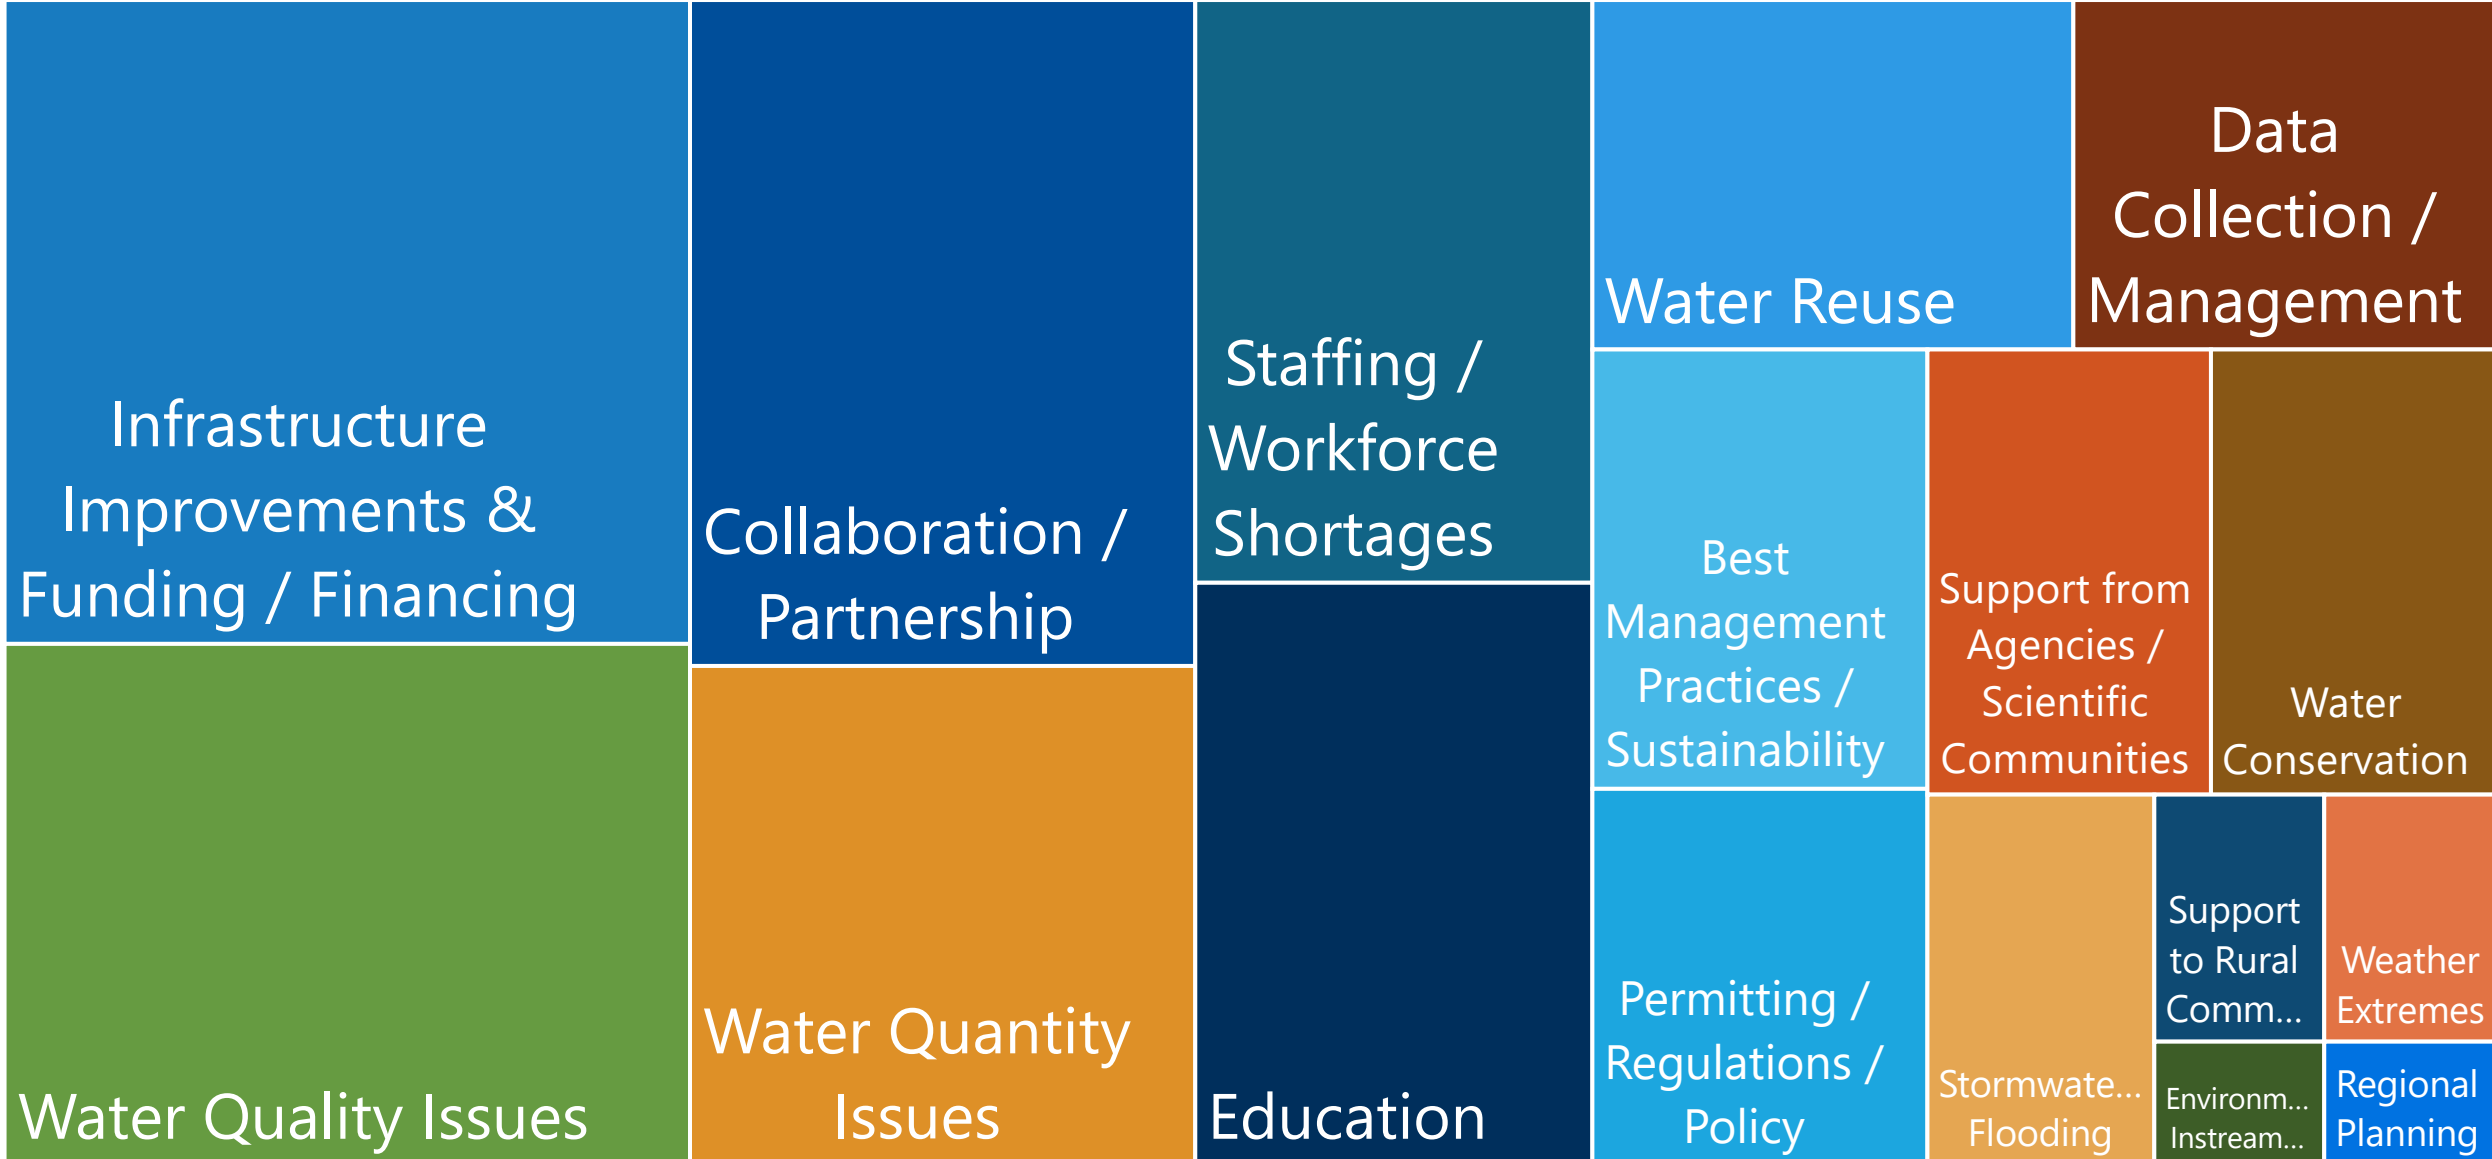 Infrastructure
Improvements &
Funding / Financing
Water Quality Issues
Collaboration /
Partnership
Water Quantity
Issues
Staffing /
Workforce
Shortages
Education
Water Reuse
Data
Collection /
Management
Best
Management
Practices /
Sustainability
Support from
Agencies /
Scientific
Communities
Water
Conservation
Permitting /
Regulations /
Policy
Stormwate...
Flooding
Support
to Rural
Comm...
Weather
Extremes
Environm...
Instream...
Regional
Planning